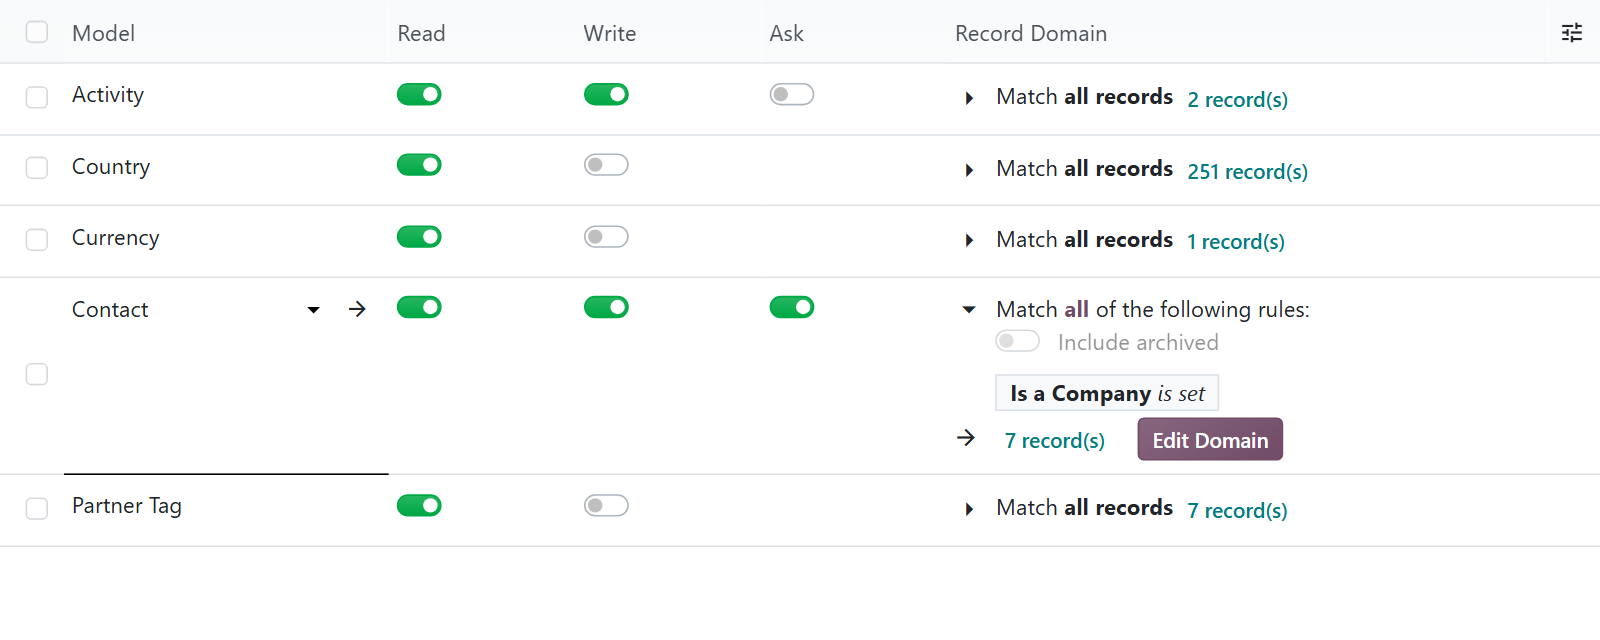 Model Read Write Ask Record Domain
Activity Match all records 2 record(s)
Country Match all records 251 record(s)
Currency Match all records 1 record(s)
Contact Match all of the following rules:
Include archived
Is a Company is set
7 record(s) Edit Domain
Partner Tag Match all records 7 record(s)